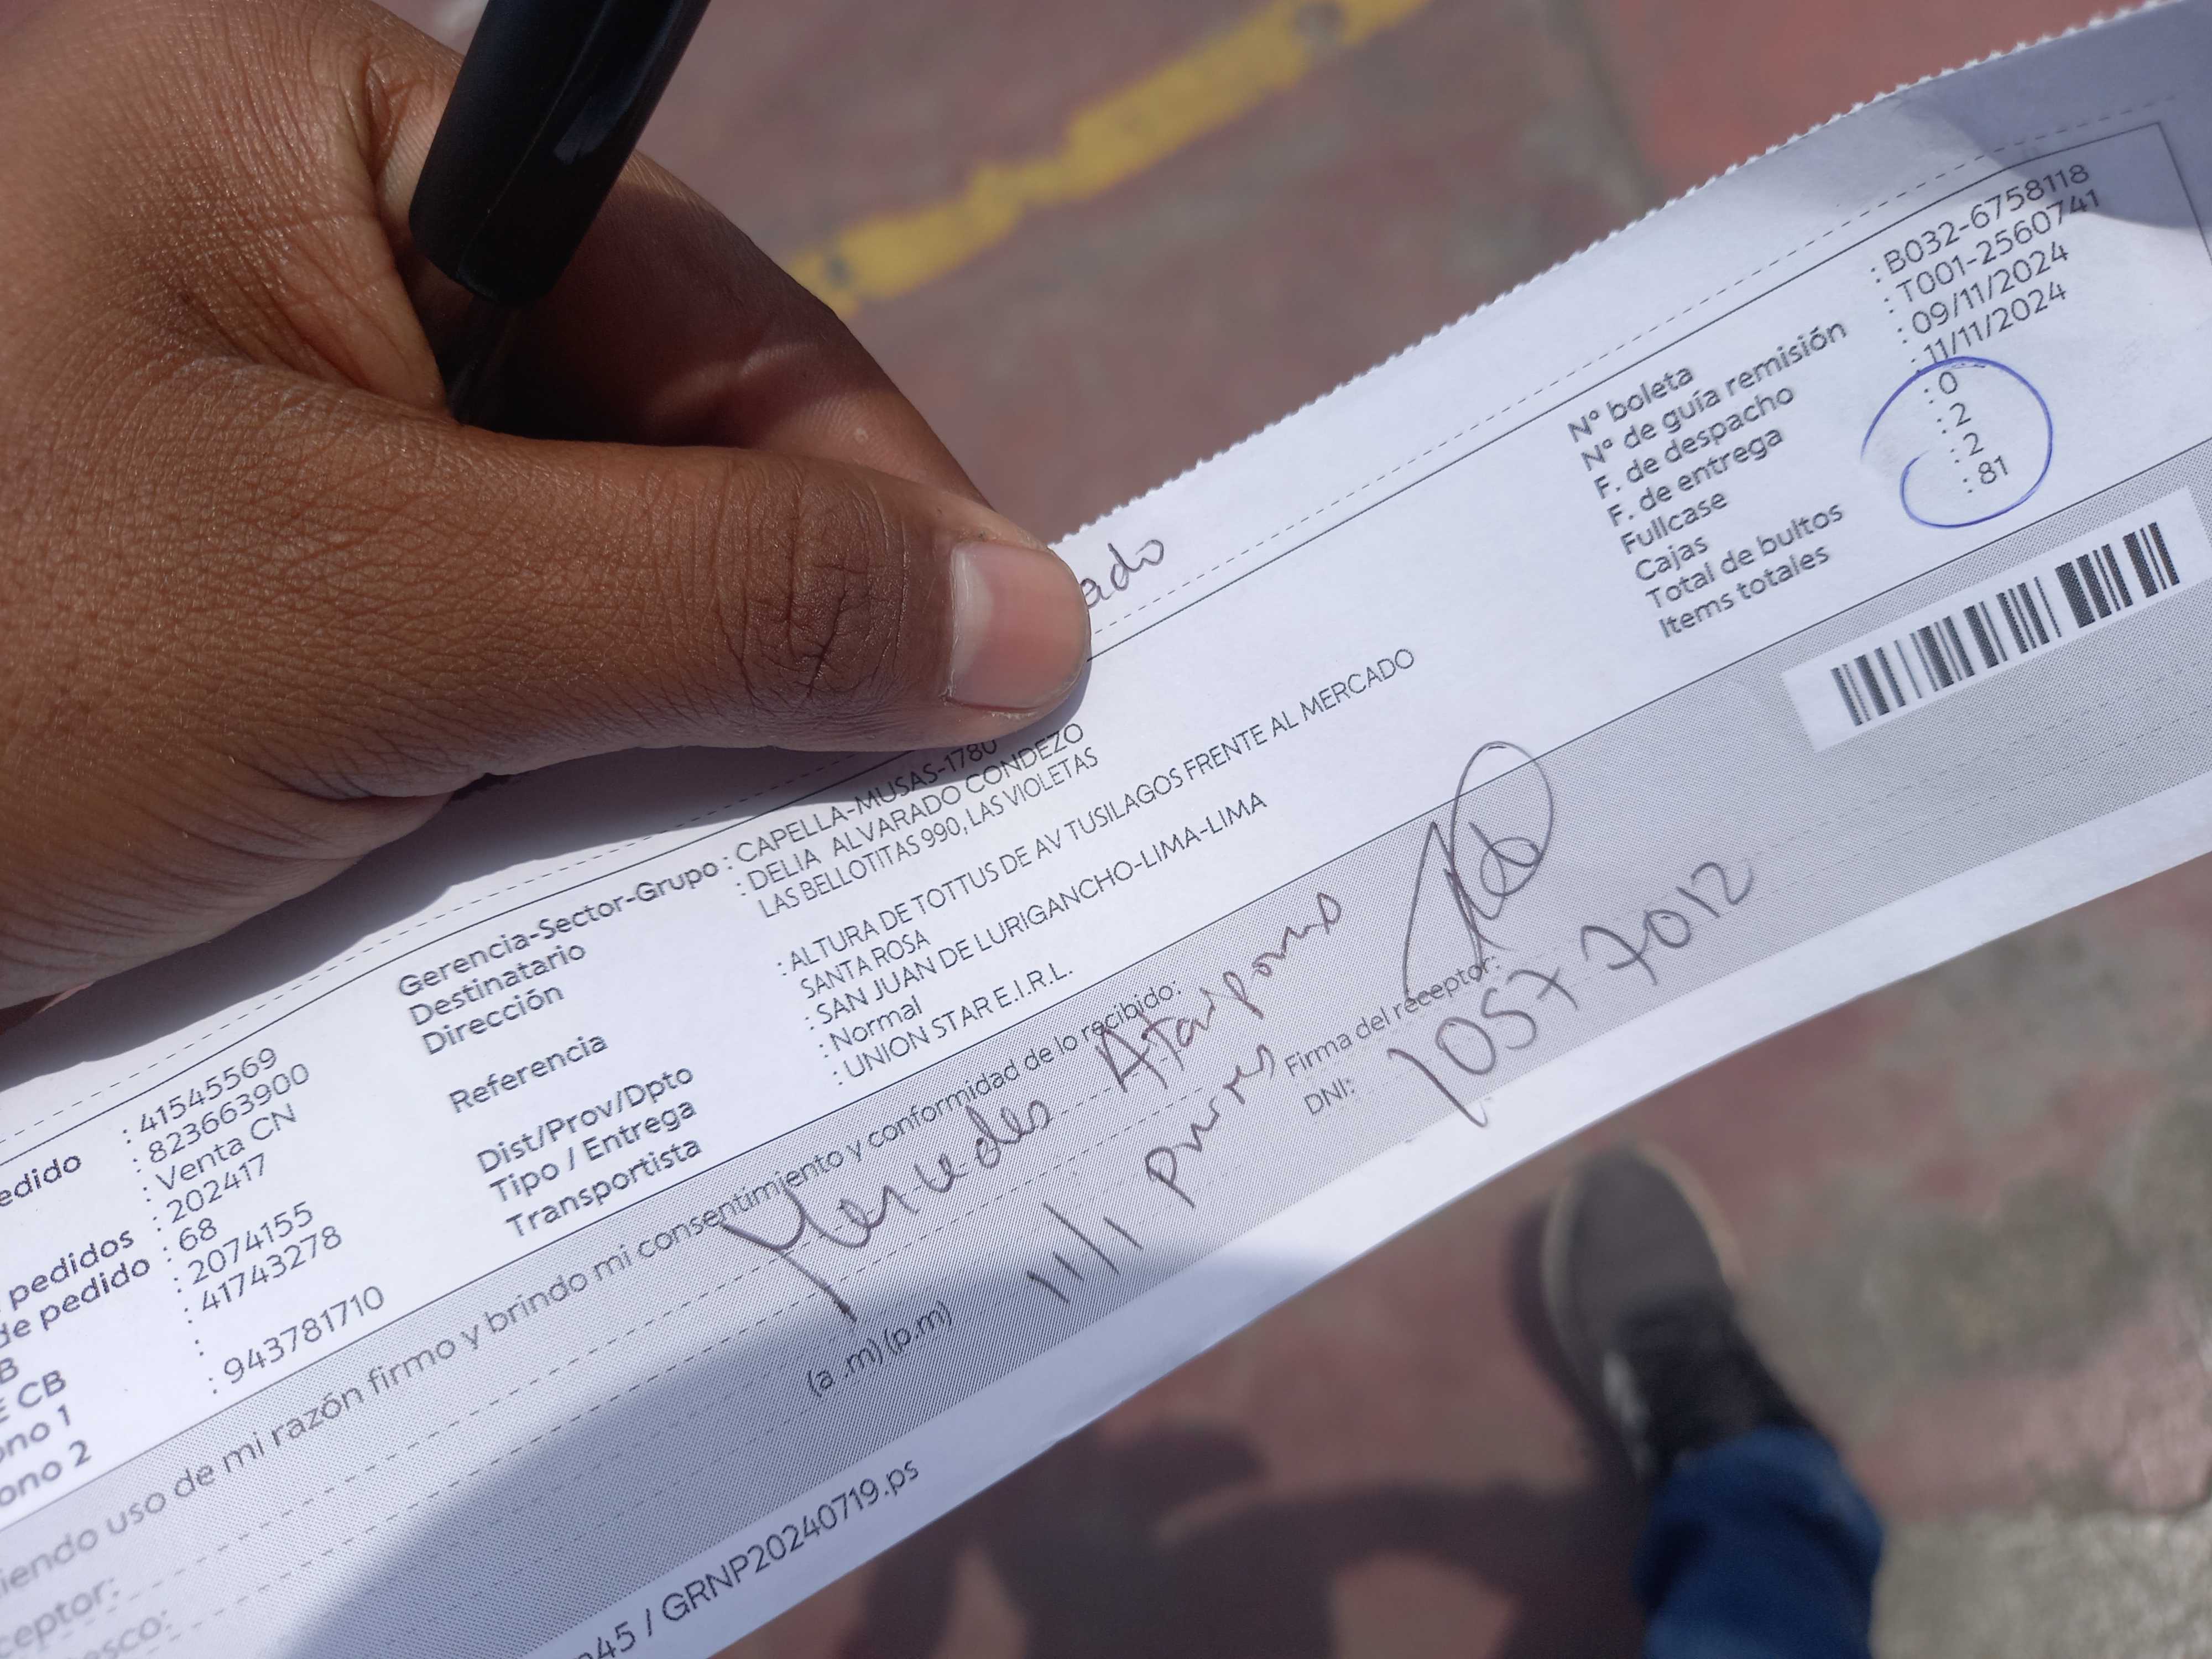 ado
edido : 41545569
: 823663900
: Venta CN
pedidos : 202417
de pedido : 68
B : 2074155
E CB : 41743278
ono 1 :
ono 2 : 943781710
Gerencia-Sector-Grupo : CAPELLA-MUSAS-1780
Destinatario : DELIA ALVARADO CONDEZO
Dirección LAS BELLOTITAS 990, LAS VIOLETAS
Referencia : ALTURA DE TOTTUS DE AV TUSILAGOS FRENTE AL MERCADO
SANTA ROSA
Dist/Prov/Dpto : SAN JUAN DE LURIGANCHO-LIMA-LIMA
Tipo / Entrega : Normal
Transportista : UNION STAR E.I.R.L.
N° boleta : B032-6758118
N° de guía remisión : T001-2560741
F. de despacho : 09/11/2024
F. de entrega : 11/11/2024
Fullcase : 0
Cajas : 2
Total de bultos : 2
Items totales : 81
iendo uso de mi razón firmo y brindo mi consentimiento y conformidad de lo recibido:
ceptor: Mercedes
esco: (a .m) (p.m)
Firma del receptor:
DNI: 10577012
045 / GRNP20240719.ps